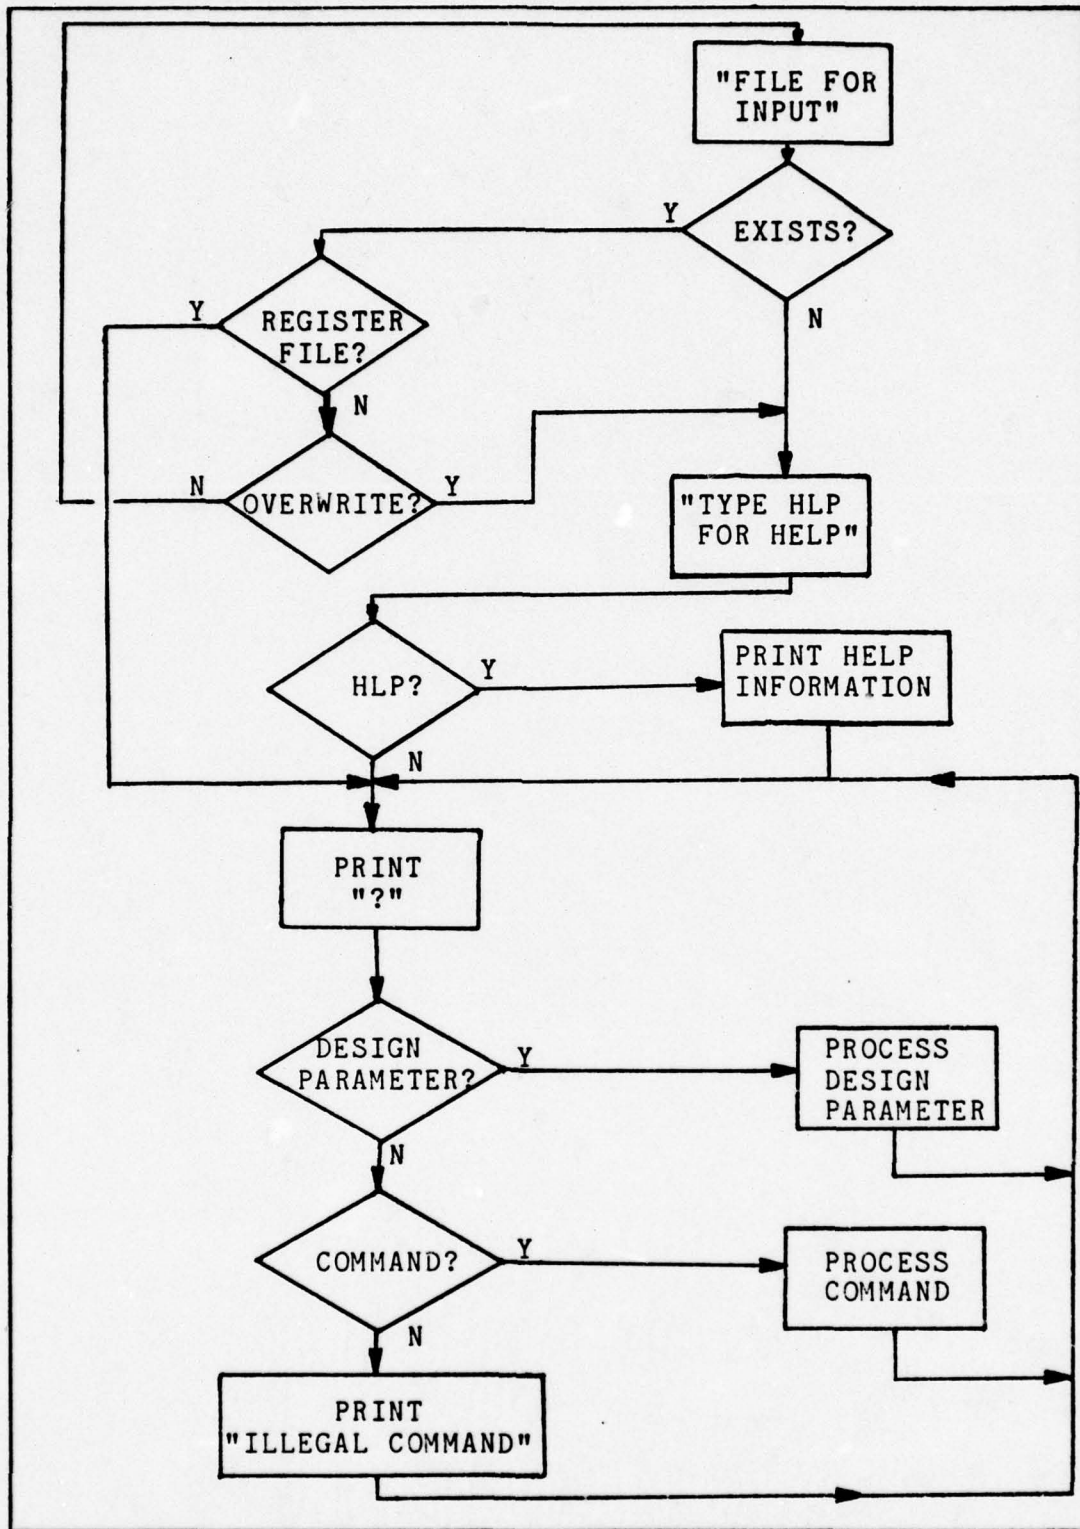 "FILE FOR
INPUT"
Y
EXISTS?
N
Y
REGISTER
FILE?
N
N
OVERWRITE?
Y
"TYPE HLP
FOR HELP"
HLP?
Y
PRINT HELP
INFORMATION
N
PRINT
"?"
DESIGN
PARAMETER?
Y
PROCESS
DESIGN
PARAMETER
N
COMMAND?
Y
PROCESS
COMMAND
N
PRINT
"ILLEGAL COMMAND"